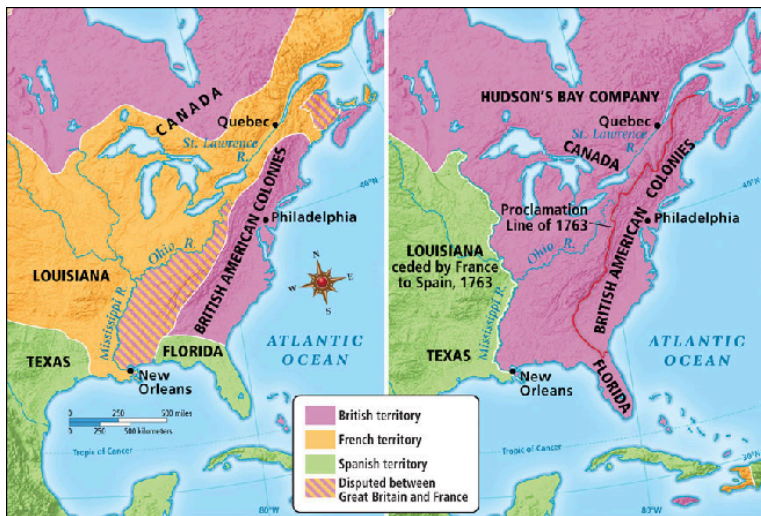 CANADA
Quebec
St. Lawrence
R.
BRITISH AMERICAN COLONIES
40°N
Philadelphia
Ohio R.
LOUISIANA
Mississippi R.
N
W
E
S
TEXAS
FLORIDA
ATLANTIC
OCEAN
New
Orleans
0 250 500 miles
0 250 500 kilometers
Tropic of Cancer
80°W
HUDSON'S BAY COMPANY
Quebec
St. Lawrence
R.
CANADA
BRITISH AMERICAN COLONIES
40°N
Proclamation
Line of 1763
Philadelphia
Ohio
R.
LOUISIANA
ceded by France
to Spain, 1763
Mississippi R.
TEXAS
ATLANTIC
OCEAN
New
Orleans
FLORIDA
Tropic of Cancer
80°W
30°N
British territory
French territory
Spanish territory
Disputed between
Great Britain and France